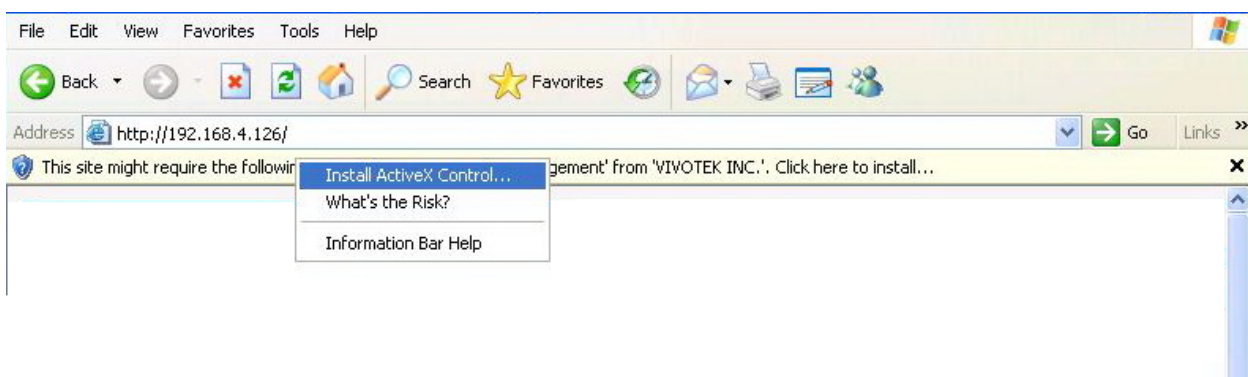 File Edit View Favorites Tools Help
Back Search Favorites
Address http://192.168.4.126/ Go Links »
This site might require the following gement' from 'VIVOTEK INC.'. Click here to install...
Install ActiveX Control...
What's the Risk?
Information Bar Help